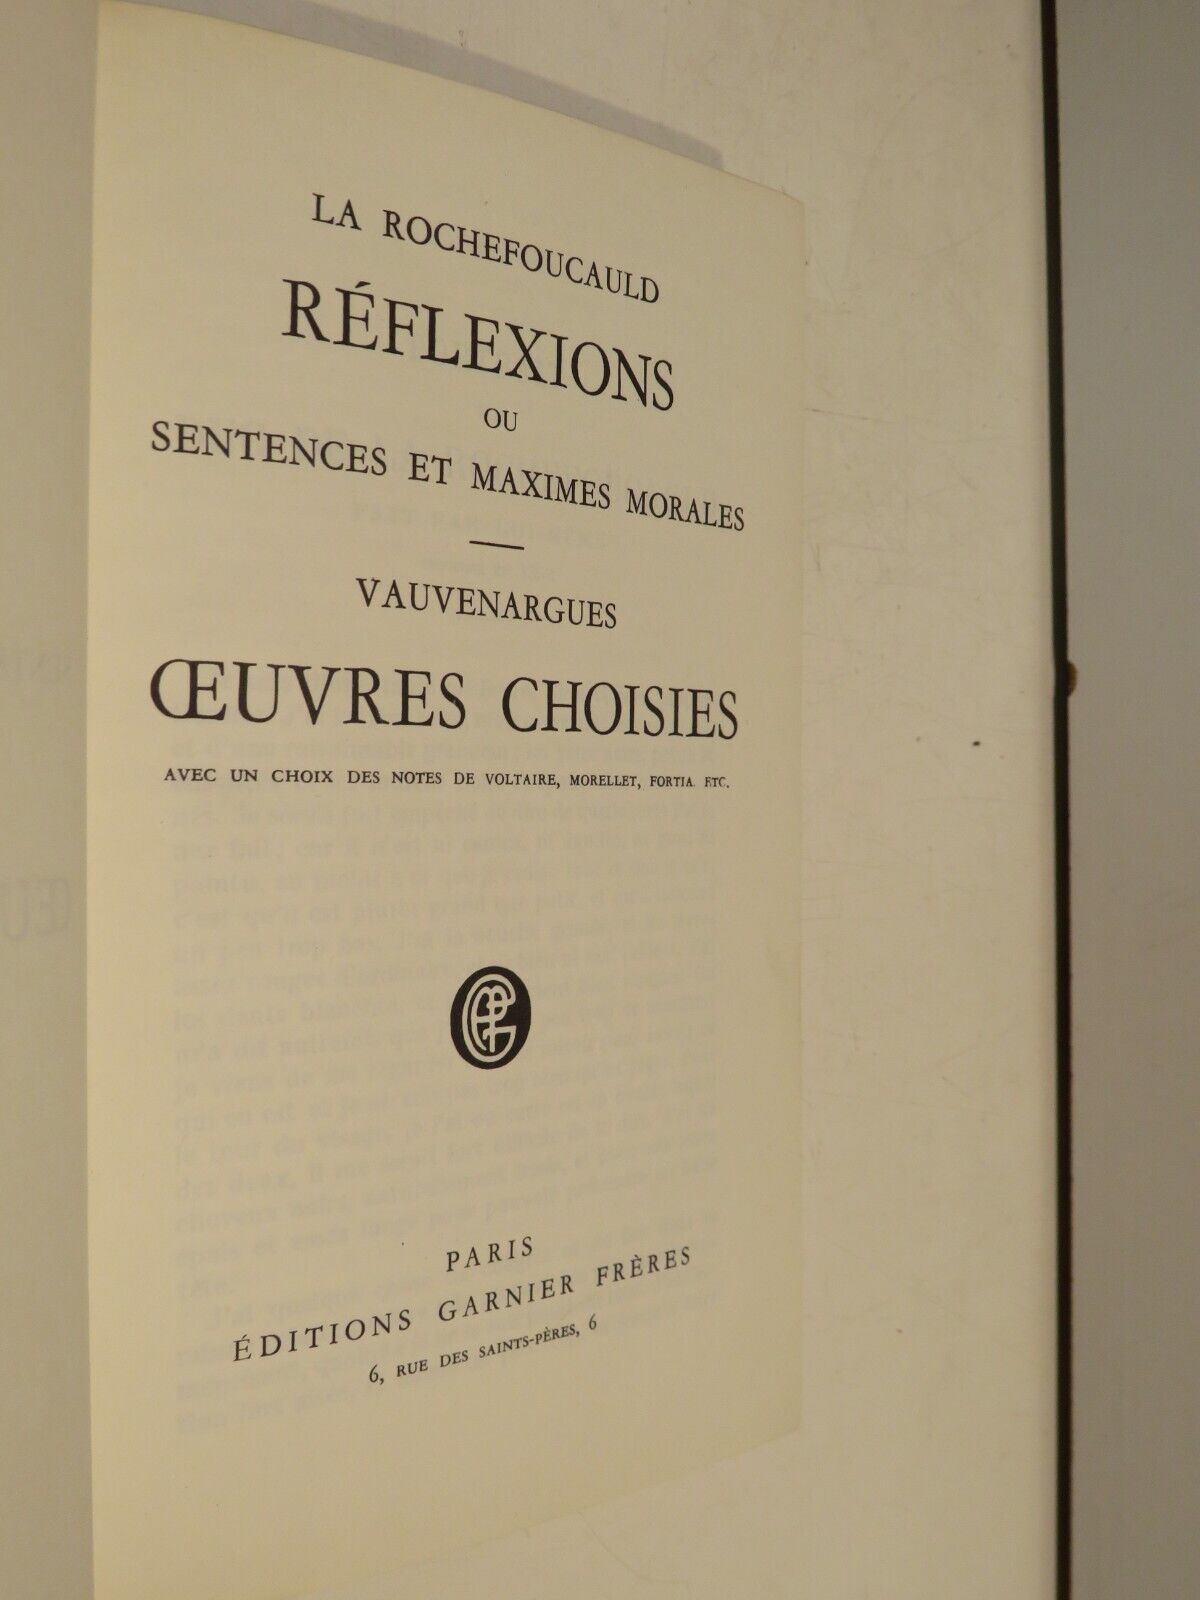 LA ROCHEFOUCAULD
RÉFLEXIONS
OU
SENTENCES ET MAXIMES MORALES
VAUVENARGUES
ŒUVRES CHOISIES
AVEC UN CHOIX DES NOTES DE VOLTAIRE, MORELLET, FORTIA. ETC.
PARIS
ÉDITIONS GARNIER FRÈRES
6, RUE DES SAINTS-PÈRES, 6